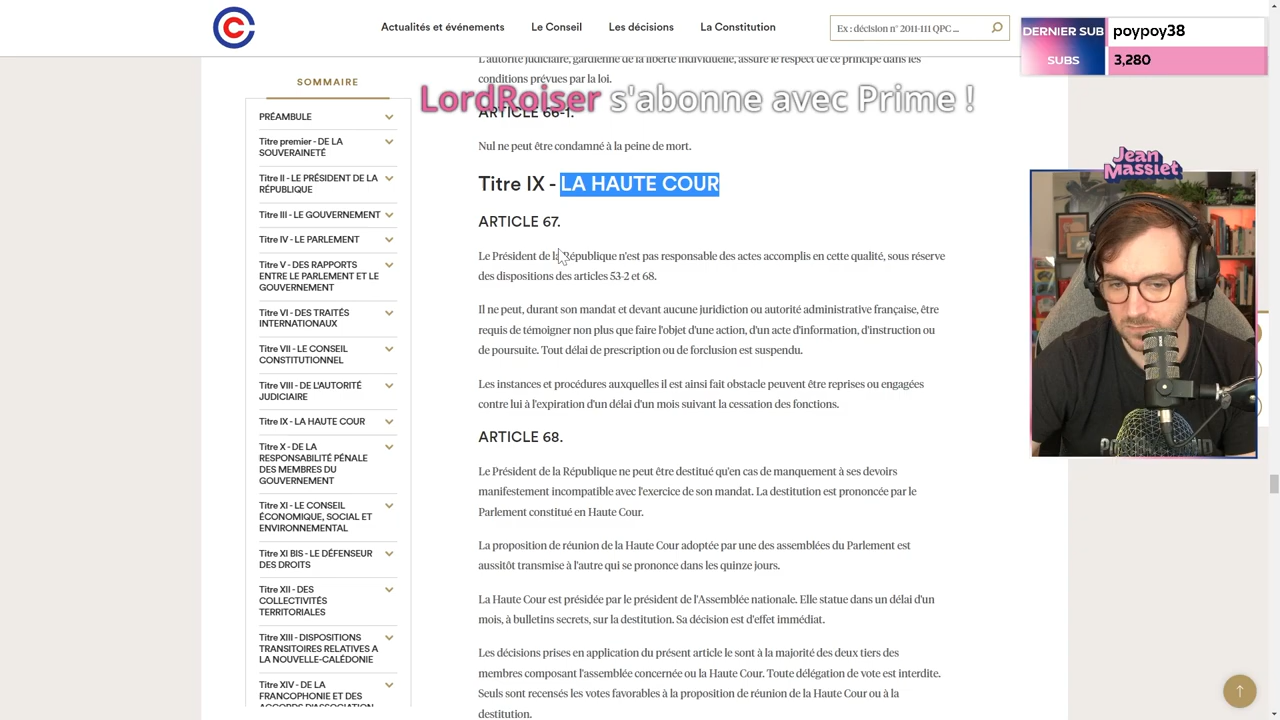 Actualités et événements
Le Conseil
Les décisions
La Constitution
Ex : décision n° 2011-111 QPC ...
DERNIER SUB
poypoy38
SUBS
3,280
SOMMAIRE
PRÉAMBULE
Titre premier - DE LA
SOUVERAINETÉ
Titre II - LE PRÉSIDENT DE LA
RÉPUBLIQUE
Titre III - LE GOUVERNEMENT
Titre IV - LE PARLEMENT
Titre V - DES RAPPORTS
ENTRE LE PARLEMENT ET LE
GOUVERNEMENT
Titre VI - DES TRAITÉS
INTERNATIONAUX
Titre VII - LE CONSEIL
CONSTITUTIONNEL
Titre VIII - DE L'AUTORITÉ
JUDICIAIRE
Titre IX - LA HAUTE COUR
Titre X - DE LA
RESPONSABILITÉ PÉNALE
DES MEMBRES DU
GOUVERNEMENT
Titre XI - LE CONSEIL
ÉCONOMIQUE, SOCIAL ET
ENVIRONNEMENTAL
Titre XI BIS - LE DÉFENSEUR
DES DROITS
Titre XII - DES
COLLECTIVITÉS
TERRITORIALES
Titre XIII - DISPOSITIONS
TRANSITOIRES RELATIVES A
LA NOUVELLE-CALÉDONIE
Titre XIV - DE LA
FRANCOPHONIE ET DES
ACCORDS D'ASSOCIATION
L'autorité judiciaire, gardienne de la liberté individuelle, assure le respect de ce principe dans les
conditions prévues par la loi.
LordRoiser s'abonne avec Prime !
ARTICLE 66-1.
Nul ne peut être condamné à la peine de mort.
Titre IX - LA HAUTE COUR
ARTICLE 67.
Le Président de la République n'est pas responsable des actes accomplis en cette qualité, sous réserve
des dispositions des articles 53-2 et 68.
Il ne peut, durant son mandat et devant aucune juridiction ou autorité administrative française, être
requis de témoigner non plus que faire l'objet d'une action, d'un acte d'information, d'instruction ou
de poursuite. Tout délai de prescription ou de forclusion est suspendu.
Les instances et procédures auxquelles il est ainsi fait obstacle peuvent être reprises ou engagées
contre lui à l'expiration d'un délai d'un mois suivant la cessation des fonctions.
ARTICLE 68.
Le Président de la République ne peut être destitué qu'en cas de manquement à ses devoirs
manifestement incompatible avec l'exercice de son mandat. La destitution est prononcée par le
Parlement constitué en Haute Cour.
La proposition de réunion de la Haute Cour adoptée par une des assemblées du Parlement est
aussitôt transmise à l'autre qui se prononce dans les quinze jours.
La Haute Cour est présidée par le président de l'Assemblée nationale. Elle statue dans un délai d'un
mois, à bulletins secrets, sur la destitution. Sa décision est d'effet immédiat.
Les décisions prises en application du présent article le sont à la majorité des deux tiers des
membres composant l'assemblée concernée ou la Haute Cour. Toute délégation de vote est interdite.
Seuls sont recensés les votes favorables à la proposition de réunion de la Haute Cour ou à la
destitution.
Jean
Massiet